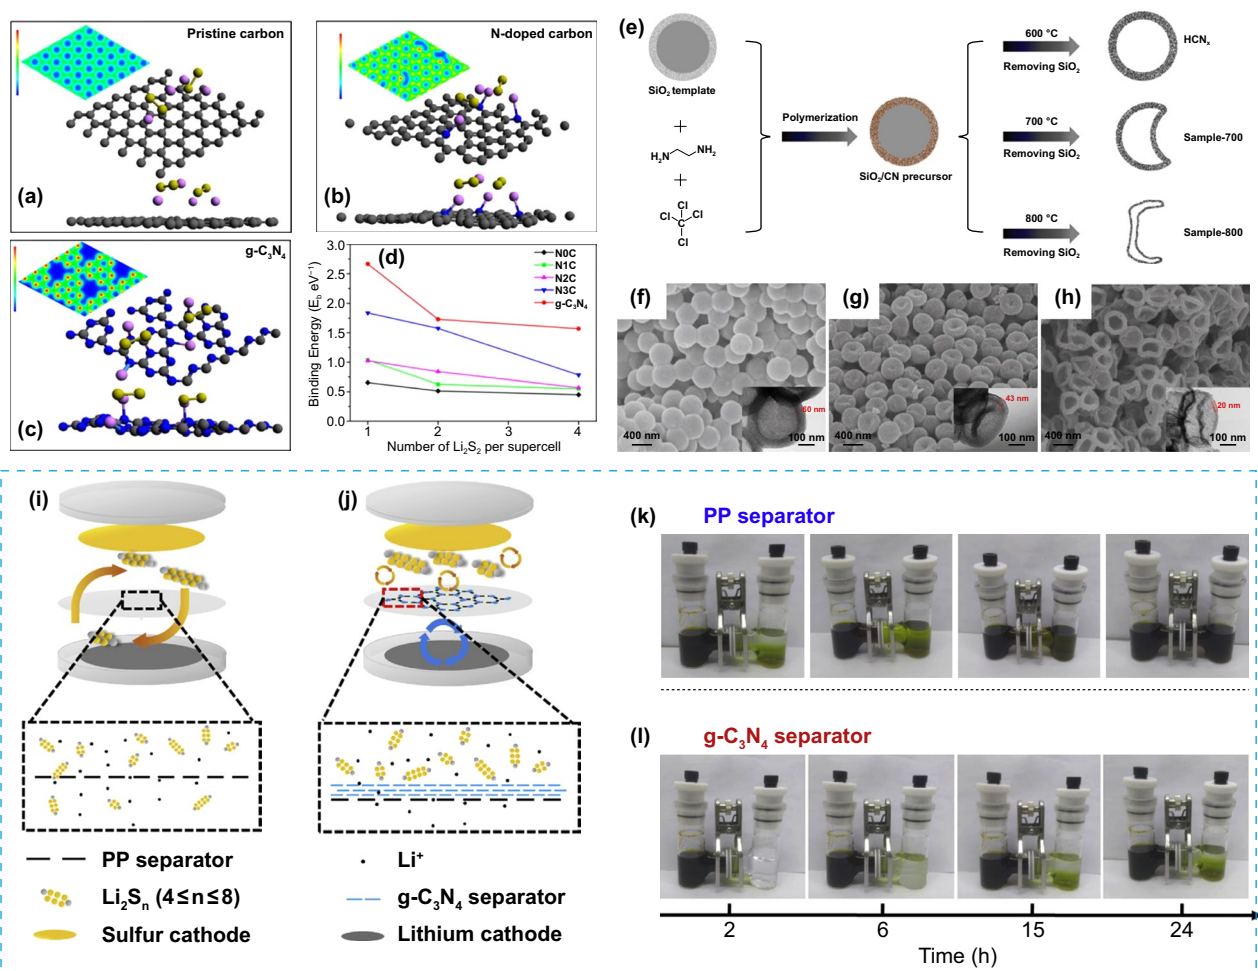 Pristine carbon
(a)
N-doped carbon
(b)
g-C₃N₄
(c)
(d)
Binding Energy (E_b eV⁻¹)
3.0
2.5
2.0
1.5
1.0
0.5
0.0
N0C
N1C
N2C
N3C
g-C₃N₄
1 2 3 4
Number of Li₂S₂ per supercell
(e)
SiO₂ template
+
H₂N NH₂
+
Cl
Cl C Cl
Cl
Polymerization
SiO₂/CN precursor
600 °C
Removing SiO₂
HCNₓ
700 °C
Removing SiO₂
Sample-700
800 °C
Removing SiO₂
Sample-800
(f)
60 nm
400 nm
100 nm
(g)
43 nm
400 nm
100 nm
(h)
20 nm
400 nm
100 nm
(i)
(j)
PP separator
Li₂Sₙ (4≤n≤8)
Sulfur cathode
Li⁺
g-C₃N₄ separator
Lithium cathode
(k) PP separator
(l) g-C₃N₄ separator
2 6 15 24
Time (h)